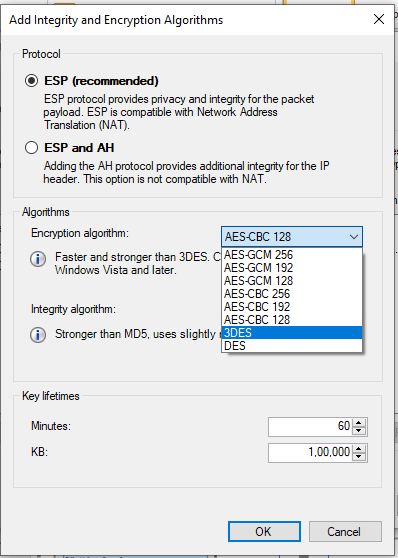 Add Integrity and Encryption Algorithms
Protocol
ESP (recommended)
ESP protocol provides privacy and integrity for the packet
payload. ESP is compatible with Network Address
Translation (NAT).
ESP and AH
Adding the AH protocol provides additional integrity for the IP
header. This option is not compatible with NAT.
Algorithms
Encryption algorithm:
AES-CBC 128
Faster and stronger than 3DES. C
Windows Vista and later.
AES-GCM 256
AES-GCM 192
AES-GCM 128
AES-CBC 256
AES-CBC 192
AES-CBC 128
3DES
DES
Integrity algorithm:
Stronger than MD5, uses slightly
Key lifetimes
Minutes:
60
KB:
1,00,000
OK
Cancel